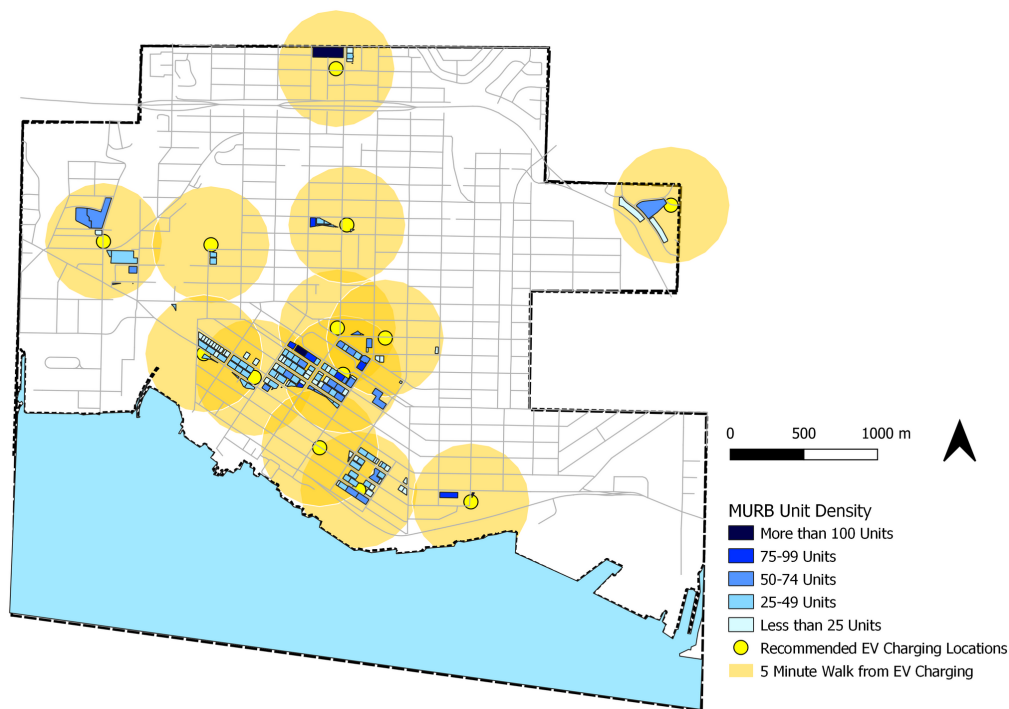 0 500 1000 m
MURB Unit Density
More than 100 Units
75-99 Units
50-74 Units
25-49 Units
Less than 25 Units
Recommended EV Charging Locations
5 Minute Walk from EV Charging